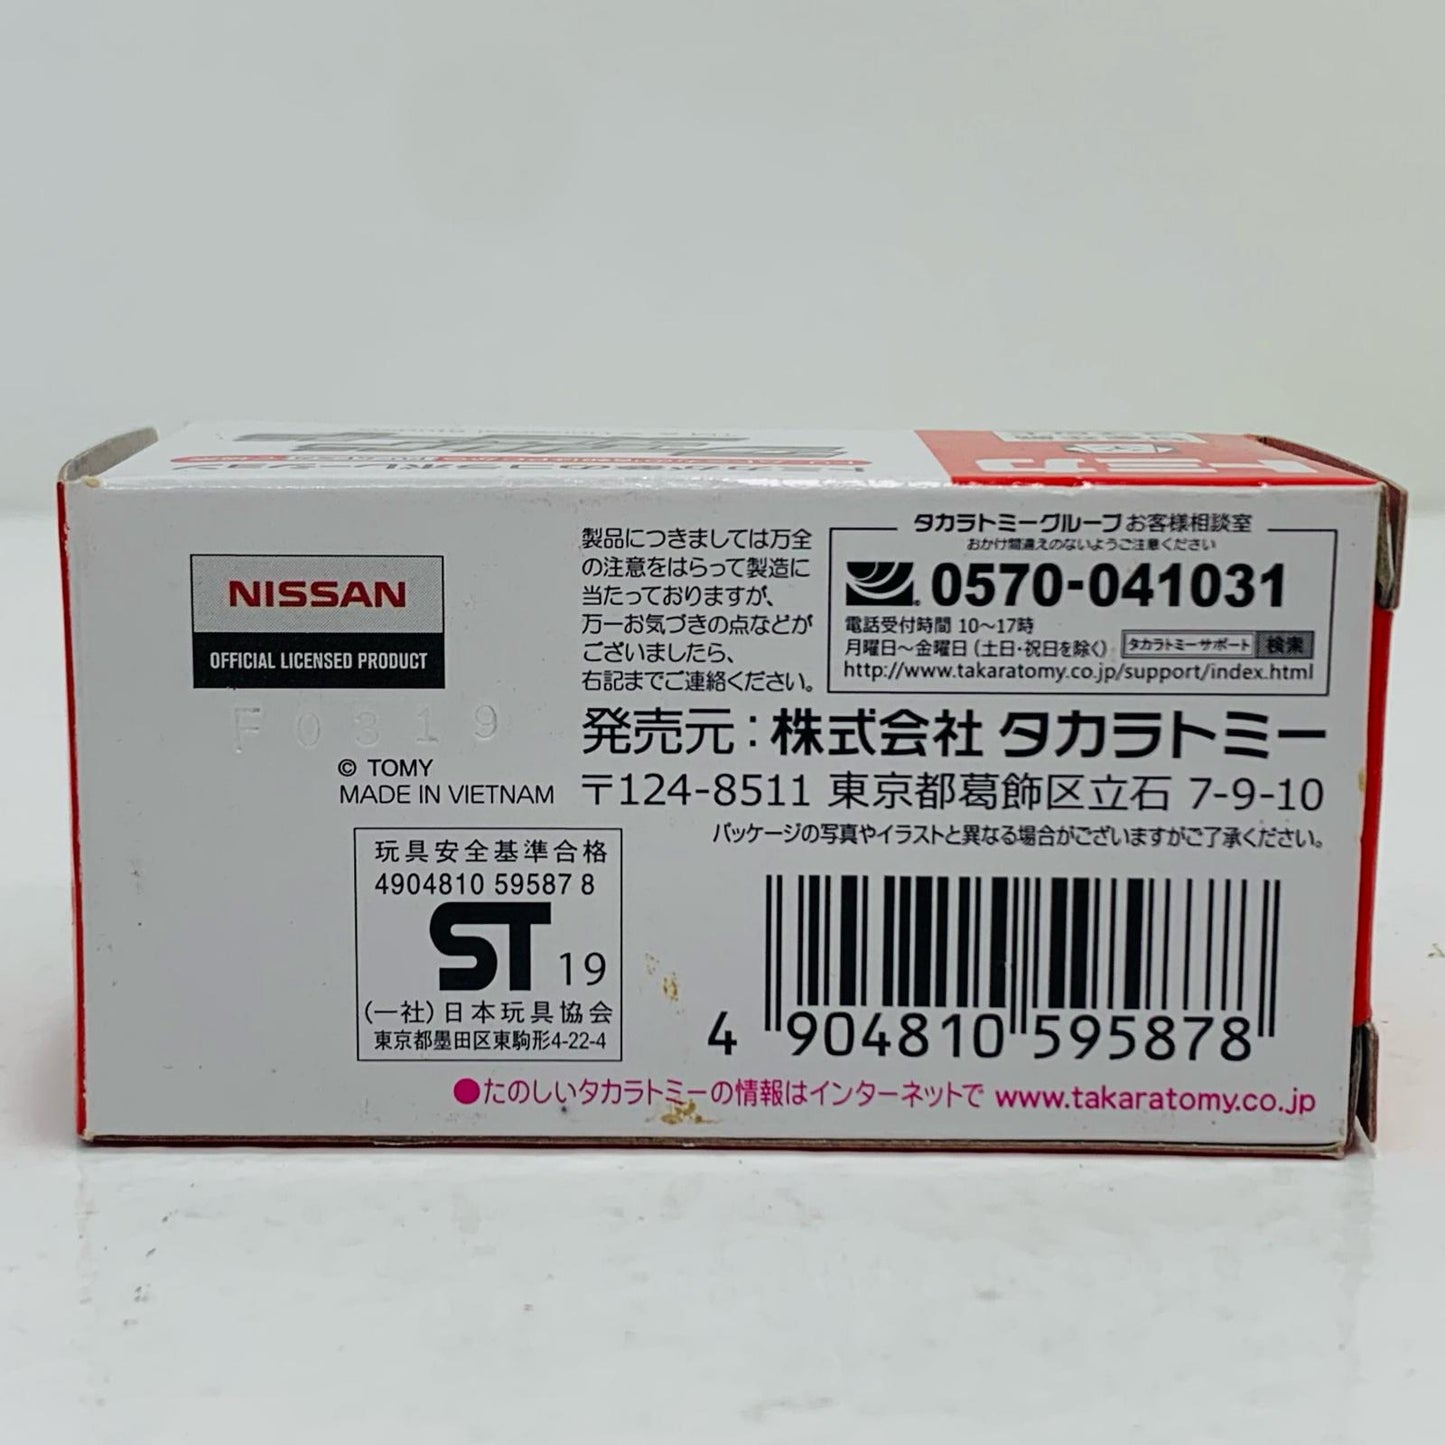 トミカ
NISSAN
OFFICIAL LICENSED PRODUCT
F0319
© TOMY
MADE IN VIETNAM
玩具安全基準合格
4904810 59587 8
ST 19
(一社)日本玩具協会
東京都墨田区東駒形4-22-4
製品につきましては万全
の注意をはらって製造に
当たっておりますが、
万一お気づきの点などが
ございましたら、
右記までご連絡ください。
タカラトミーグループお客様相談室
おかけ間違えのないようご注意ください
0570-041031
電話受付時間 10～17時
月曜日～金曜日(土日・祝日を除く) タカラトミーサポート 検索
http://www.takaratomy.co.jp/support/index.html
発売元：株式会社 タカラトミー
〒124-8511 東京都葛飾区立石 7-9-10
パッケージの写真やイラストと異なる場合がございますがご了承ください。
4 904810 595878
●たのしいタカラトミーの情報はインターネットで www.takaratomy.co.jp